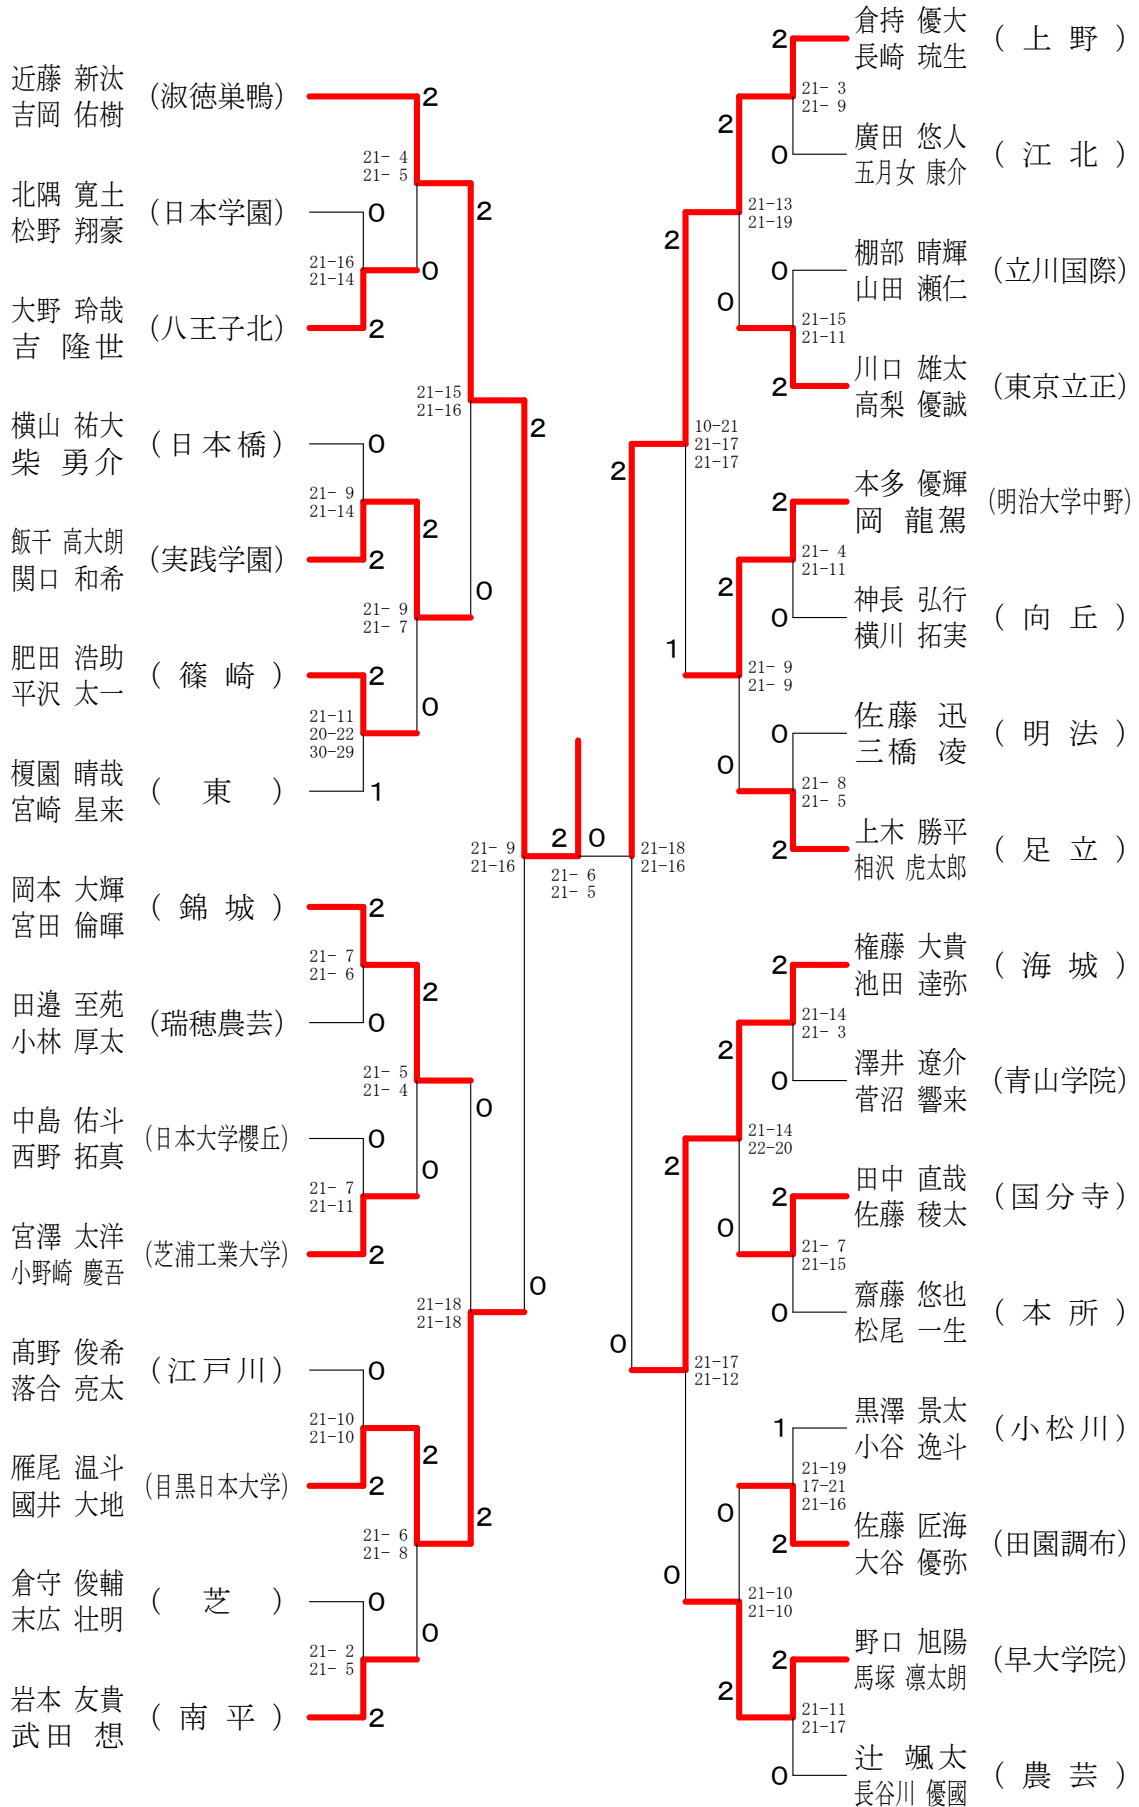 近藤 新汰
吉岡 佑樹
(淑徳巣鴨)
2
21- 4
21- 5
北隅 寛土
松野 翔豪
(日本学園)
0
21-16
21-14
0
大野 玲哉
吉 隆世
(八王子北)
2
2
21-15
21-16
横山 祐大
柴 勇介
(日本橋)
0
21- 9
21-14
2
飯干 高大朗
関口 和希
(実践学園)
2
21- 9
21- 7
0
肥田 浩助
平沢 太一
(篠崎)
2
21-11
20-22
30-29
0
榎園 晴哉
宮崎 星来
(東)
1
2
21- 9
21-16
岡本 大輝
宮田 倫暉
(錦城)
2
21- 7
21- 6
2
田邉 至苑
小林 厚太
(瑞穂農芸)
0
21- 5
21- 4
0
中島 佑斗
西野 拓真
(日本大学櫻丘)
0
21- 7
21-11
0
宮澤 太洋
小野崎 慶吾
(芝浦工業大学)
2
21-18
21-18
0
髙野 俊希
落合 亮太
(江戸川)
0
21-10
21-10
2
雁尾 温斗
國井 大地
(目黒日本大学)
2
21- 6
21- 8
2
倉守 俊輔
末広 壮明
(芝)
0
21- 2
21- 5
0
岩本 友貴
武田 想
(南平)
2
2 0
21- 6
21- 5
2
倉持 優大
長崎 琉生
(上野)
21- 3
21- 9
2
0
廣田 悠人
五月女 康介
(江北)
21-13
21-19
2
0
棚部 晴輝
山田 瀬仁
(立川国際)
21-15
21-11
0
2
川口 雄太
高梨 優誠
(東京立正)
10-21
21-17
21-17
2
2
本多 優輝
岡 龍駕
(明治大学中野)
21- 4
21-11
2
0
神長 弘行
横川 拓実
(向丘)
21- 9
21- 9
1
0
佐藤 迅
三橋 凌
(明法)
21- 8
21- 5
0
2
上木 勝平
相沢 虎太郎
(足立)
21-18
21-16
2
権藤 大貴
池田 達弥
(海城)
21-14
21- 3
2
0
澤井 遼介
菅沼 響来
(青山学院)
21-14
22-20
2
2
田中 直哉
佐藤 稜太
(国分寺)
21- 7
21-15
0
0
齋藤 悠也
松尾 一生
(本所)
21-17
21-12
0
1
黒澤 景太
小谷 逸斗
(小松川)
21-19
17-21
21-16
0
2
佐藤 匠海
大谷 優弥
(田園調布)
21-10
21-10
0
2
野口 旭陽
馬塚 凛太朗
(早大学院)
21-11
21-17
2
0
辻 颯太
長谷川 優國
(農芸)